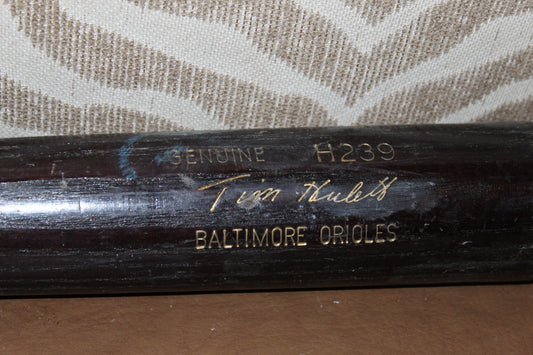 GENUINE H239
Tim Hulett
BALTIMORE ORIOLES